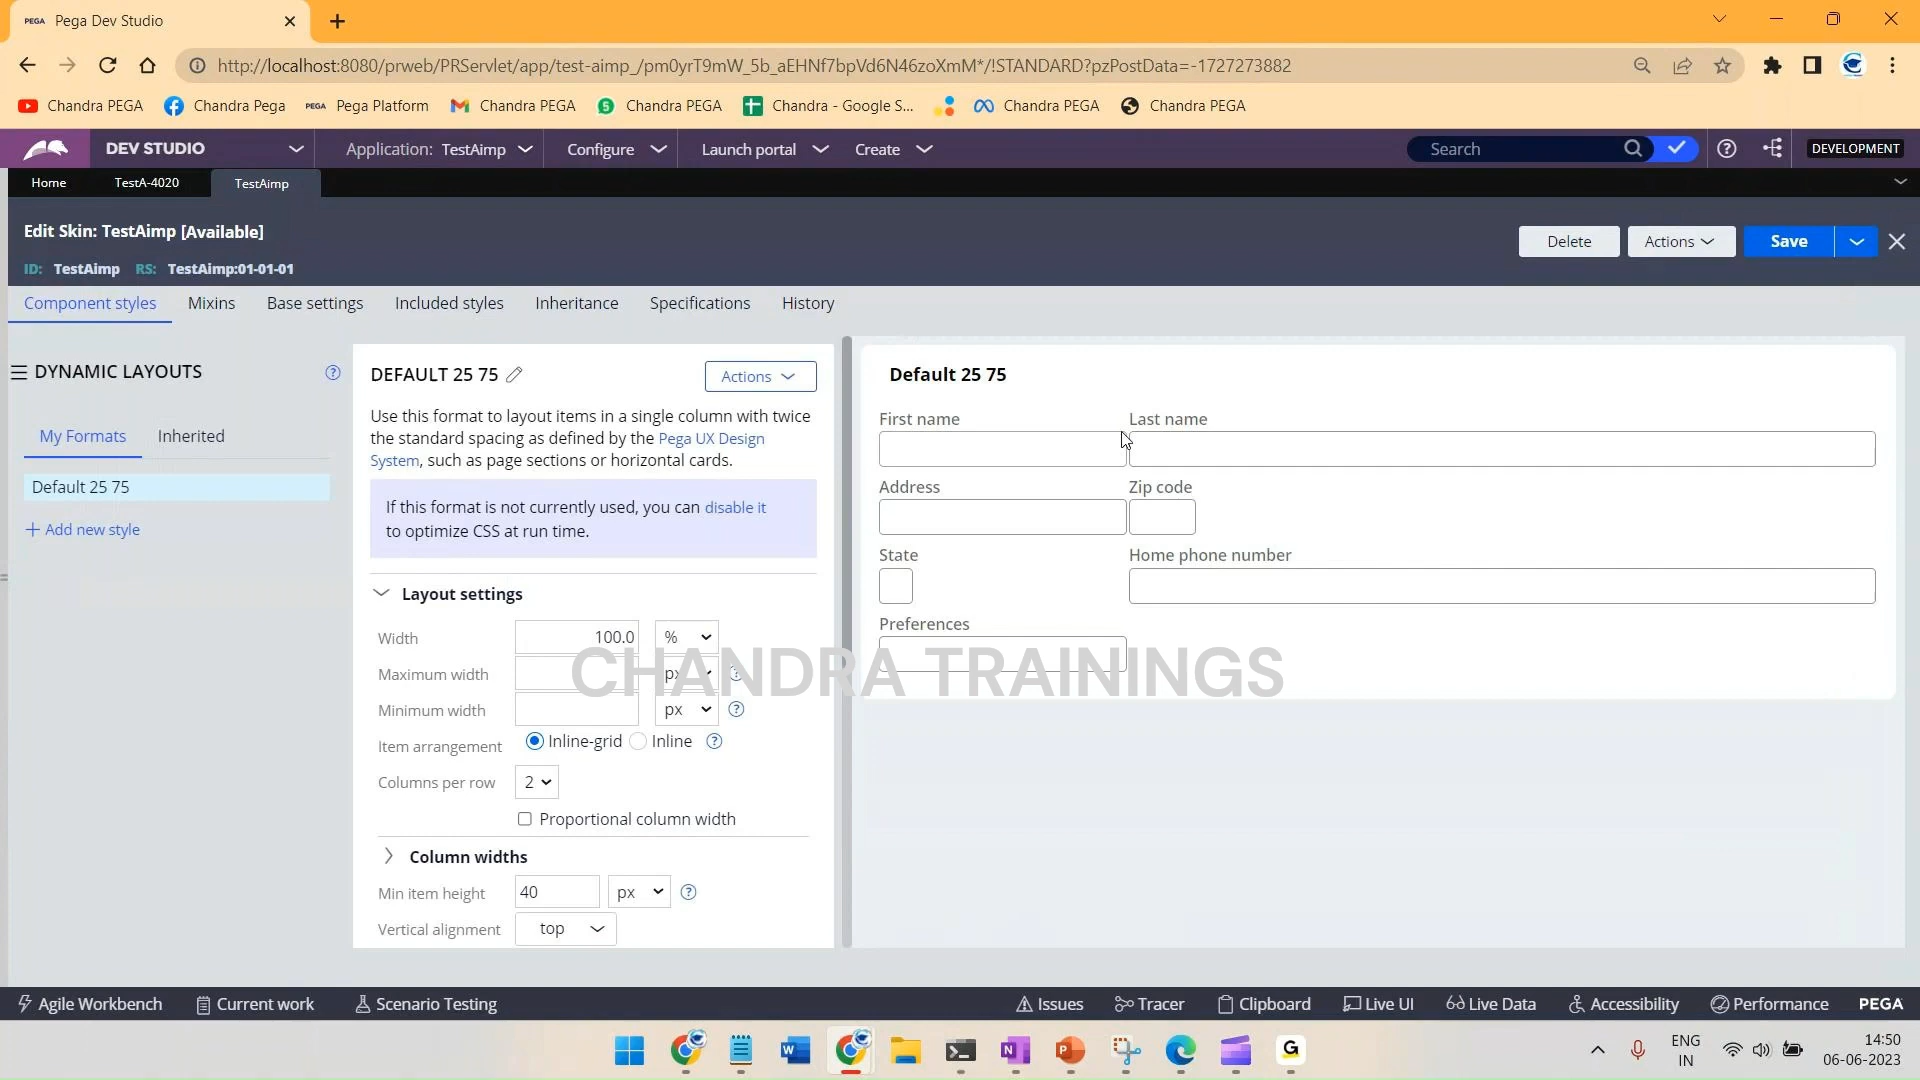 PEGA Pega Dev Studio
http://localhost:8080/prweb/PRServlet/app/test-aimp_/pm0yrT9mW_5b_aEHNf7bpVd6N46zoXmM*/!STANDARD?pzPostData=-1727273882
Chandra PEGA Chandra Pega PEGA Pega Platform Chandra PEGA Chandra PEGA Chandra - Google S... Chandra PEGA Chandra PEGA
DEV STUDIO Application: TestAimp Configure Launch portal Create Search DEVELOPMENT
Home TestA-4020 TestAimp
Edit Skin: TestAimp [Available]
Delete Actions Save
ID: TestAimp RS: TestAimp:01-01-01
Component styles Mixins Base settings Included styles Inheritance Specifications History
DYNAMIC LAYOUTS
My Formats Inherited
Default 25 75
Add new style
DEFAULT 25 75 Actions
Use this format to layout items in a single column with twice
the standard spacing as defined by the Pega UX Design
System, such as page sections or horizontal cards.
If this format is not currently used, you can disable it
to optimize CSS at run time.
Layout settings
Width 100.0 %
Maximum width px
Minimum width px
Item arrangement Inline-grid Inline
Columns per row 2
Proportional column width
Column widths
Min item height 40 px
Vertical alignment top
Default 25 75
First name Last name
Address Zip code
State Home phone number
Preferences
CHANDRA TRAININGS
Agile Workbench Current work Scenario Testing Issues Tracer Clipboard Live UI Live Data Accessibility Performance PEGA
ENG
IN
14:50
06-06-2023